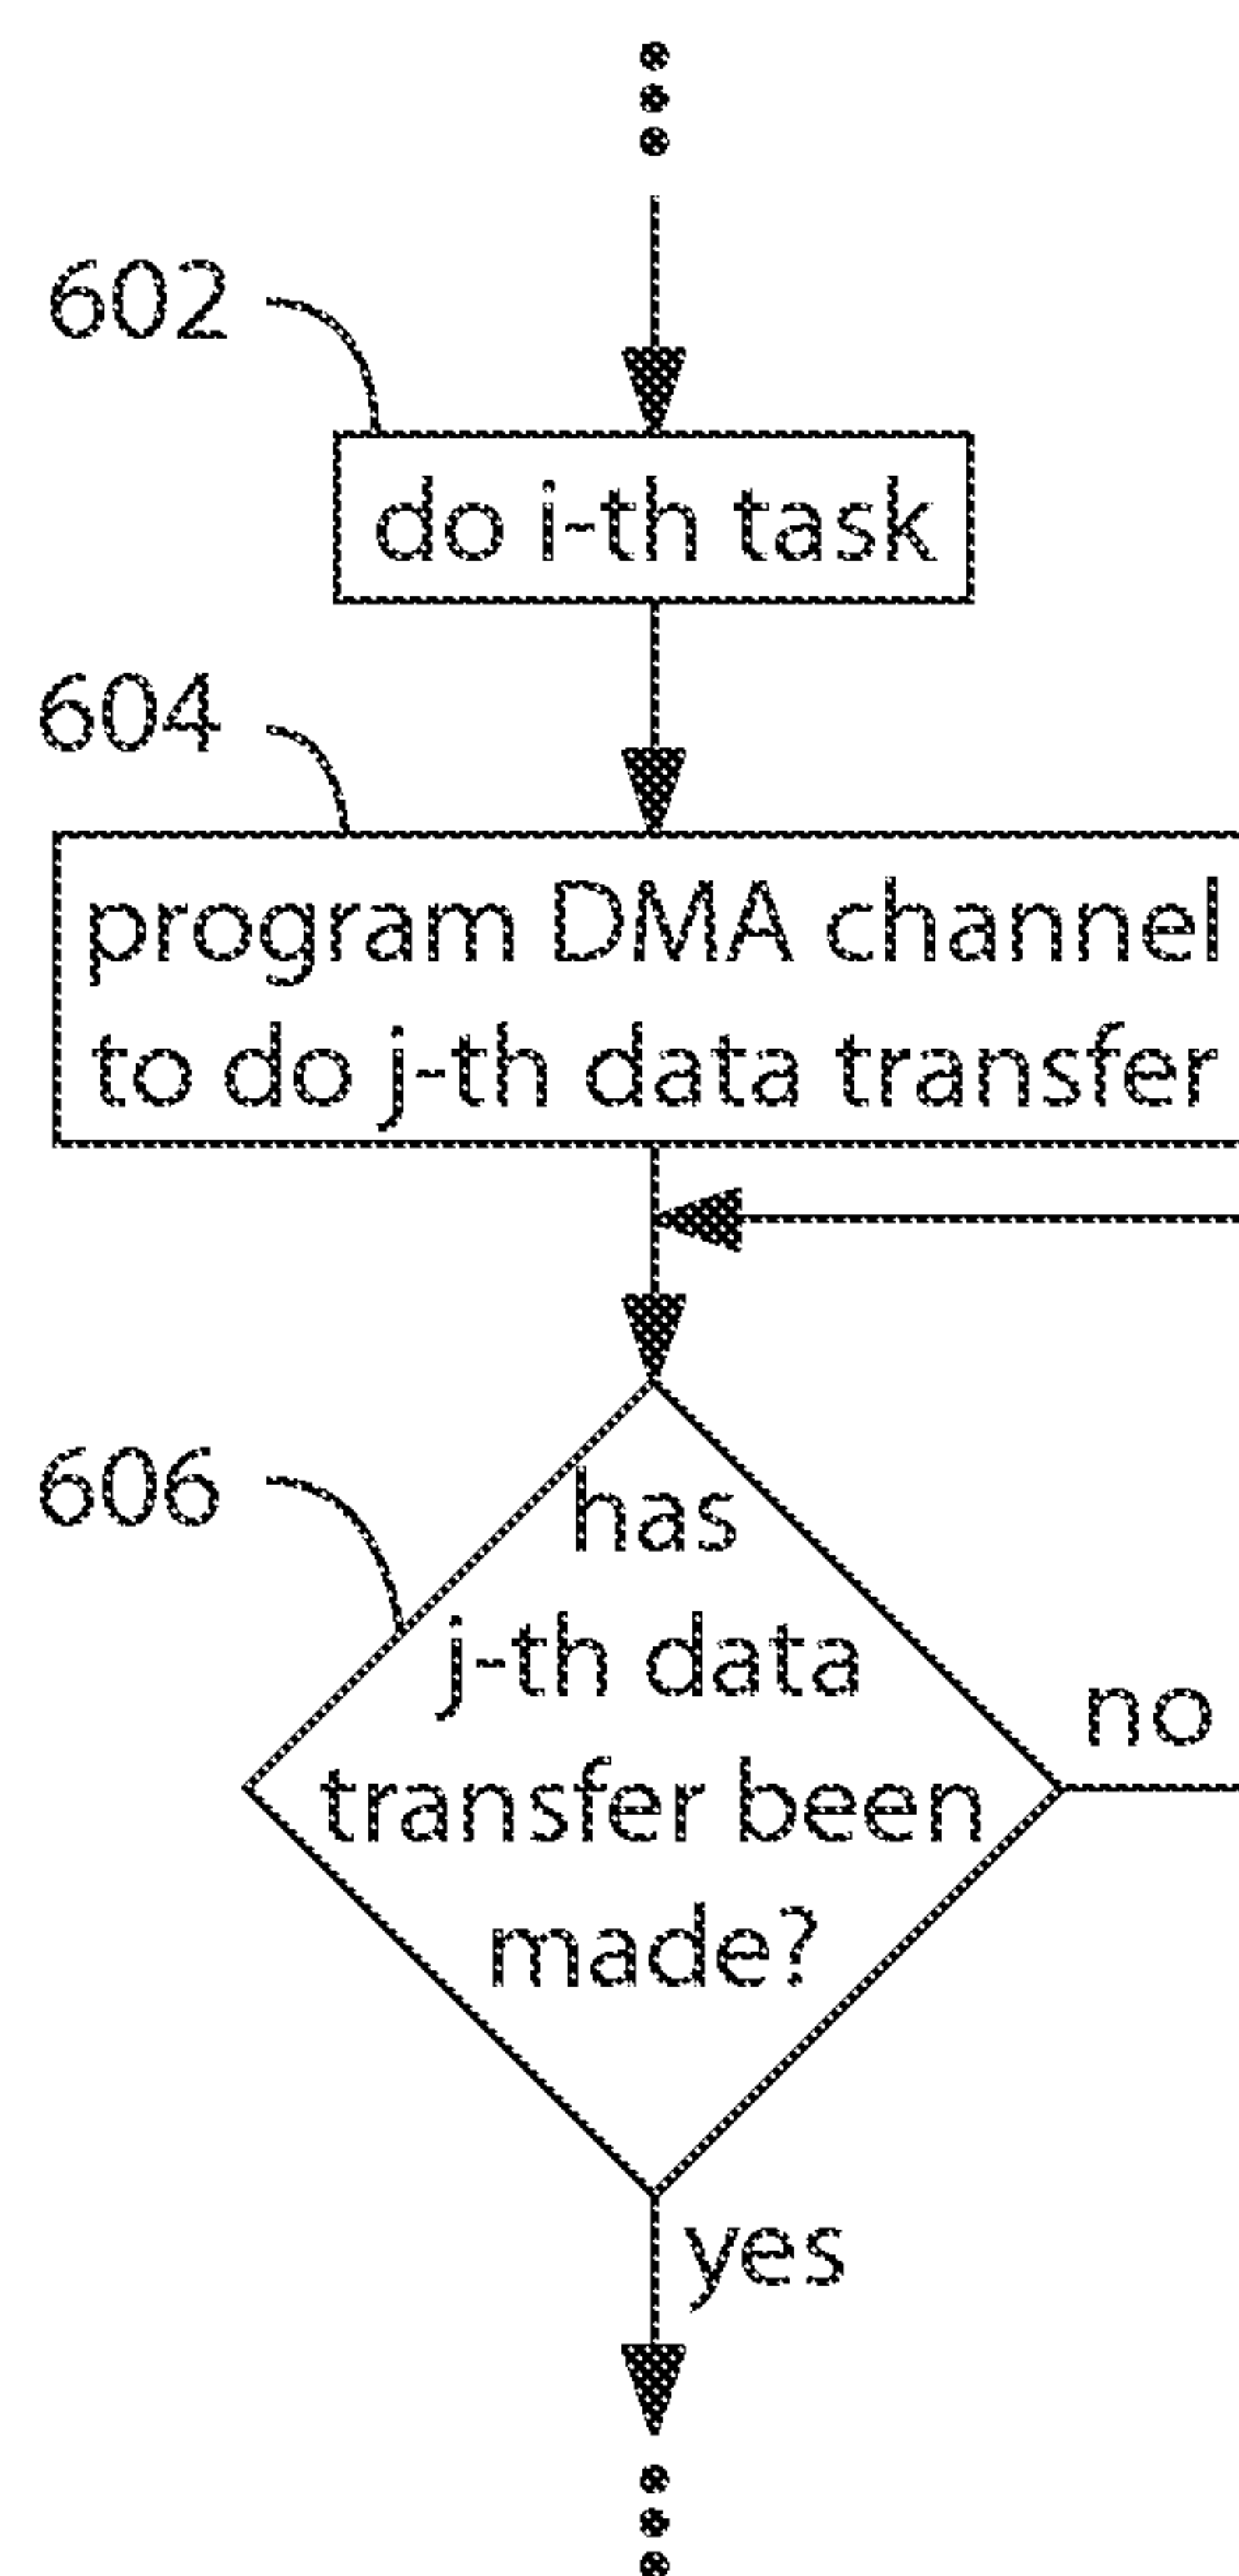 602
do i-th task
604
program DMA channel
to do j-th data transfer
606
has
j-th data
transfer been
made?
no
yes